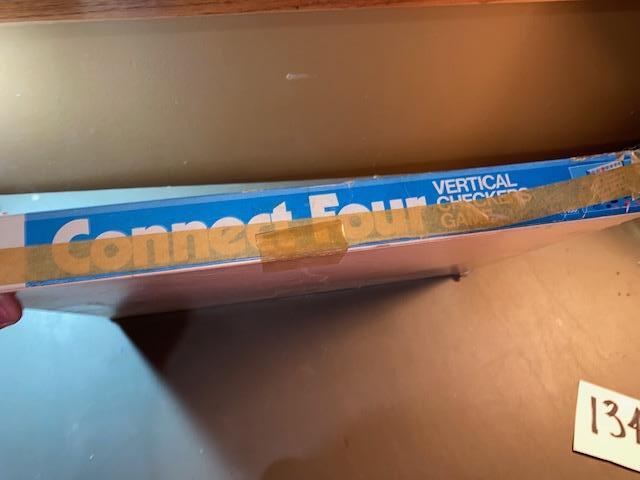 Connect Four
VERTICAL
CHECKERS
GAME
134